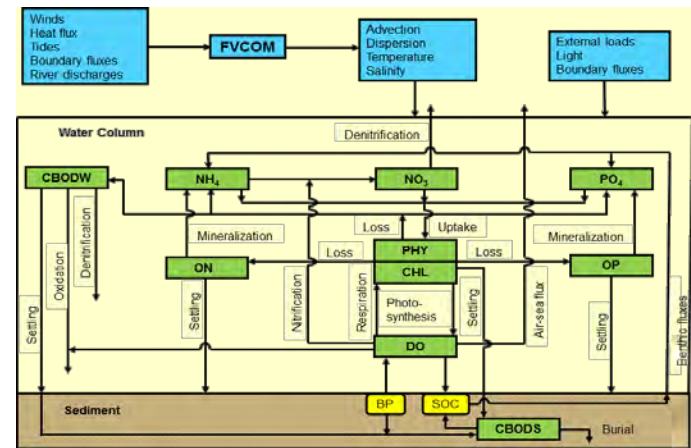 Winds
Heat flux
Tides
Boundary fluxes
River discharges
FVCOM
Advection
Dispersion
Temperature
Salinity
External loads
Light
Boundary fluxes
Water Column
Denitrification
CBODW
NH₄
NO₃
PO₄
Loss
Uptake
Mineralization
Mineralization
Loss
PHY
Loss
ON
CHL
OP
Denitrification
Oxidation
Settling
Settling
Nitrification
Respiration
Photo-
synthesis
Settling
Air-sea flux
Settling
Bentric fluxes
DO
Sediment
BP
SOC
CBODS
Burial